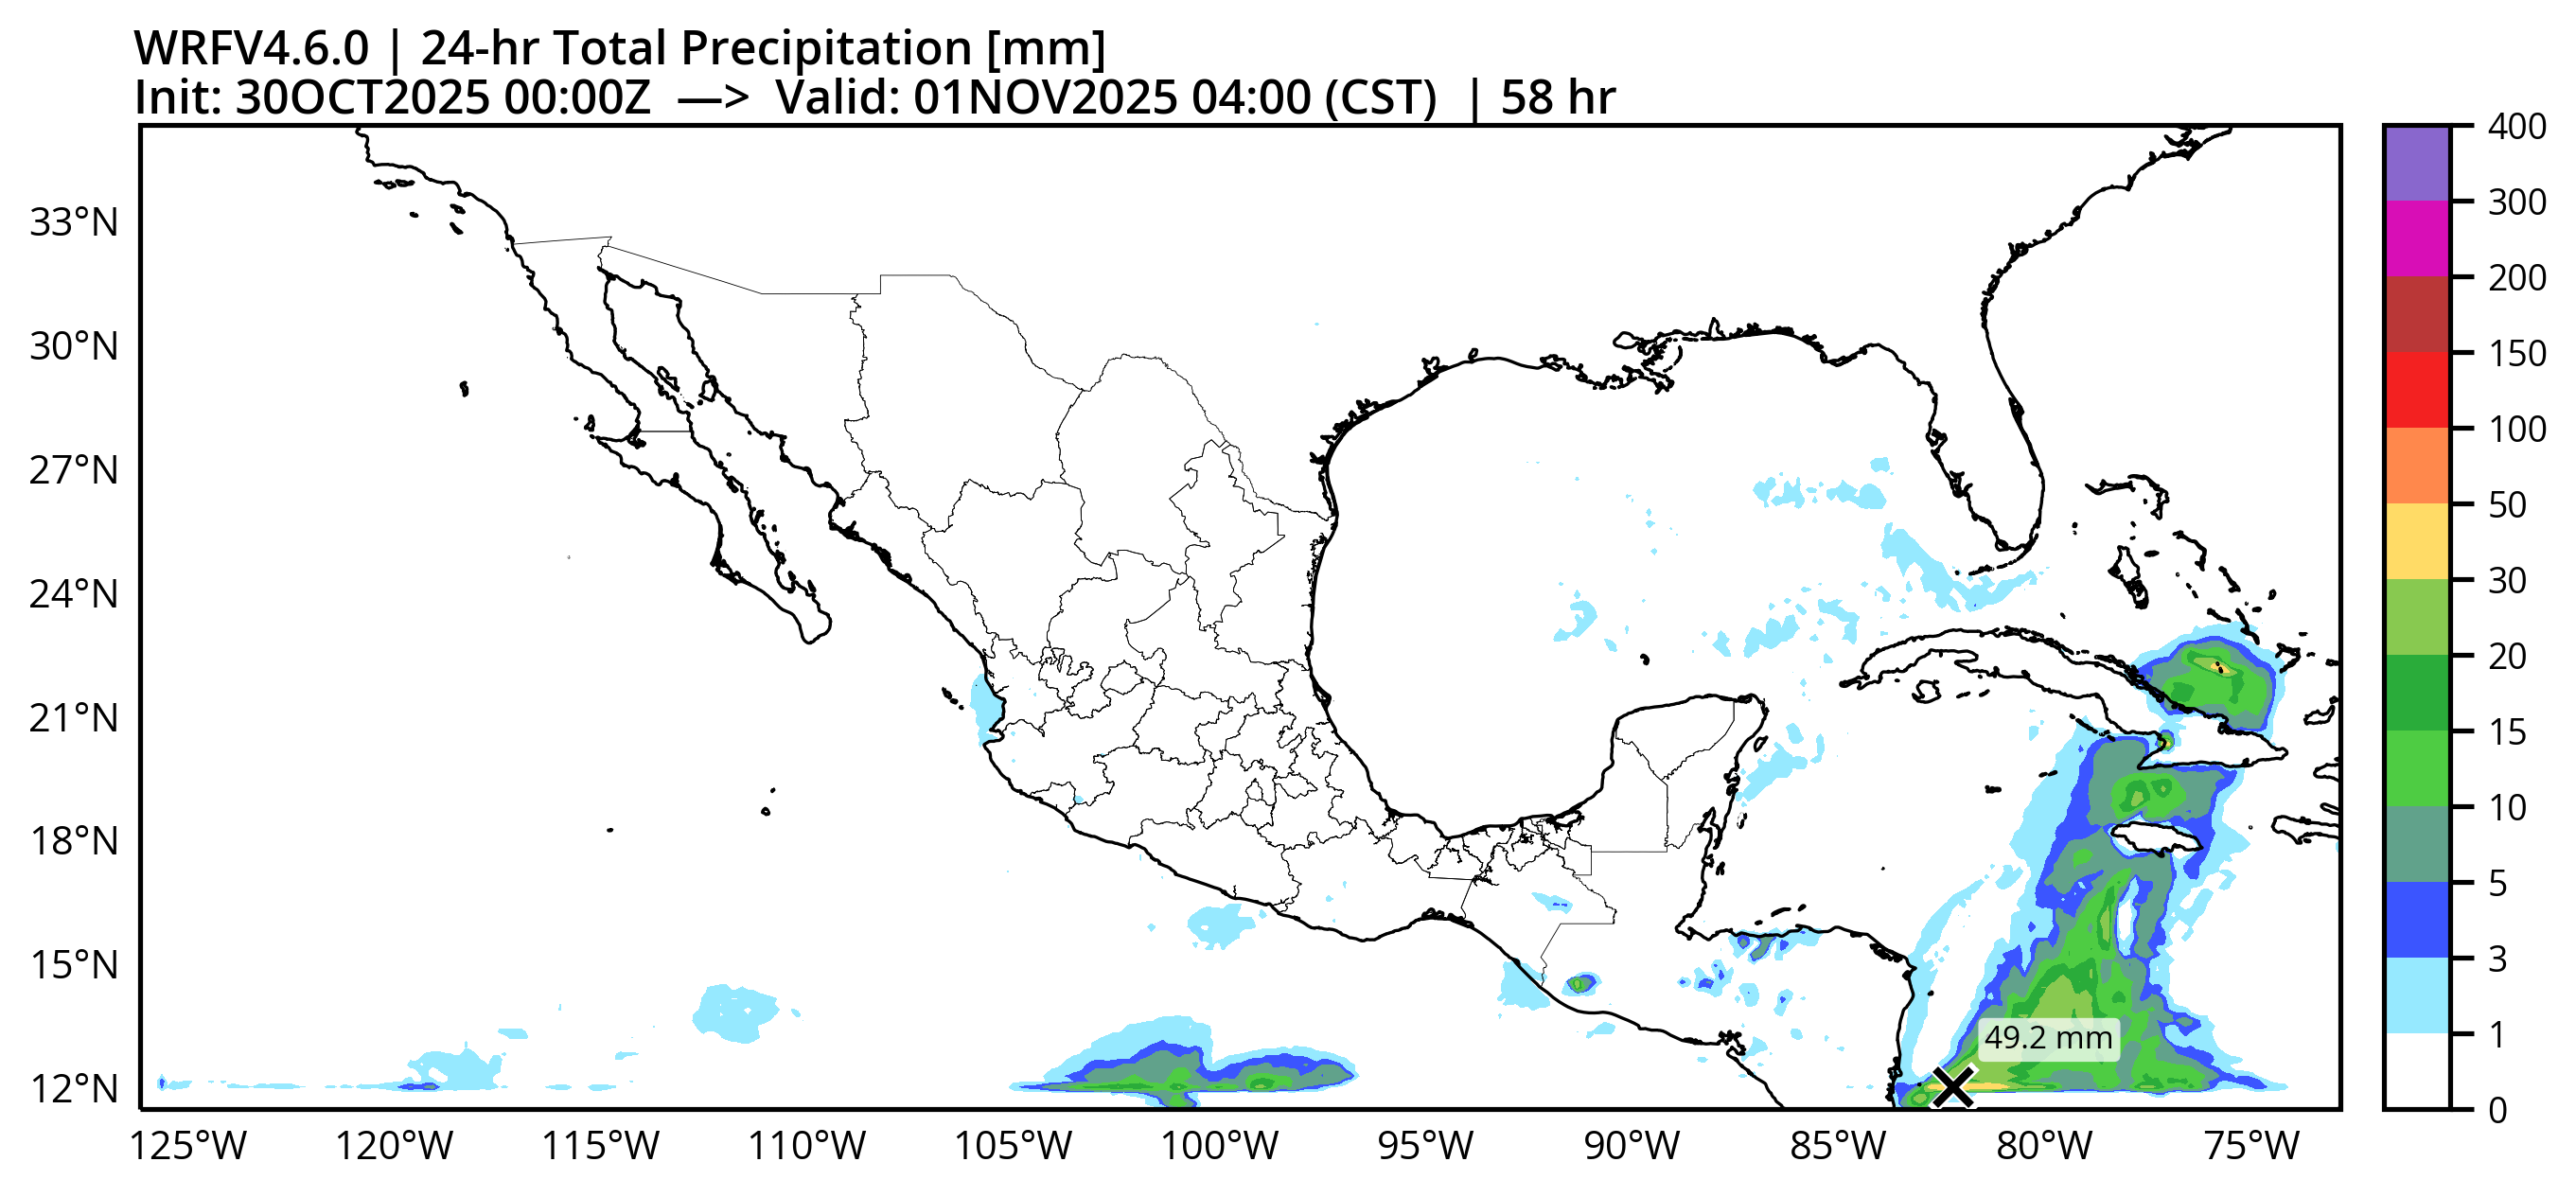 WRFV4.6.0 | 24-hr Total Precipitation [mm]
Init: 30OCT2025 00:00Z —> Valid: 01NOV2025 04:00 (CST) | 58 hr
33°N
30°N
27°N
24°N
21°N
18°N
15°N
12°N
125°W 120°W 115°W 110°W 105°W 100°W 95°W 90°W 85°W 80°W 75°W
49.2 mm
400
300
200
150
100
50
30
20
15
10
5
3
1
0